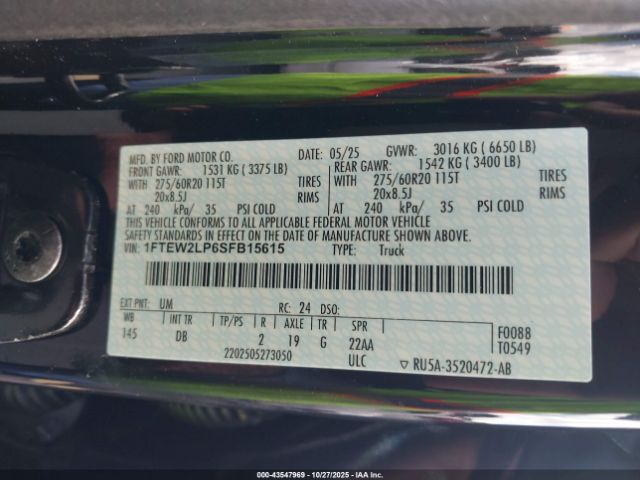 MFD. BY FORD MOTOR CO. DATE: 05/25 GVWR: 3016 KG ( 6650 LB)
FRONT GAWR: 1531 KG ( 3375 LB) REAR GAWR: 1542 KG ( 3400 LB)
WITH 275/60R20 115T TIRES WITH 275/60R20 115T TIRES
20x8.5J RIMS 20x8.5J RIMS
AT 240 kPa/ 35 PSI COLD AT 240 kPa/ 35 PSI COLD
THIS VEHICLE CONFORMS TO ALL APPLICABLE FEDERAL MOTOR VEHICLE
SAFETY STANDARDS IN EFFECT ON THE DATE OF MANUFACTURE SHOWN ABOVE.
VIN: 1FTEW2LP6SFB15615 TYPE: Truck
EXT PNT: UM RC: 24 DSO:
WB INT TR TP/PS R AXLE TR SPR F0088
145 DB 2 19 G 22AA T0549
2202505273050 ULC ▽ RU5A-3520472-AB
000-43547969 | 10/27/2025 | IAA Inc.